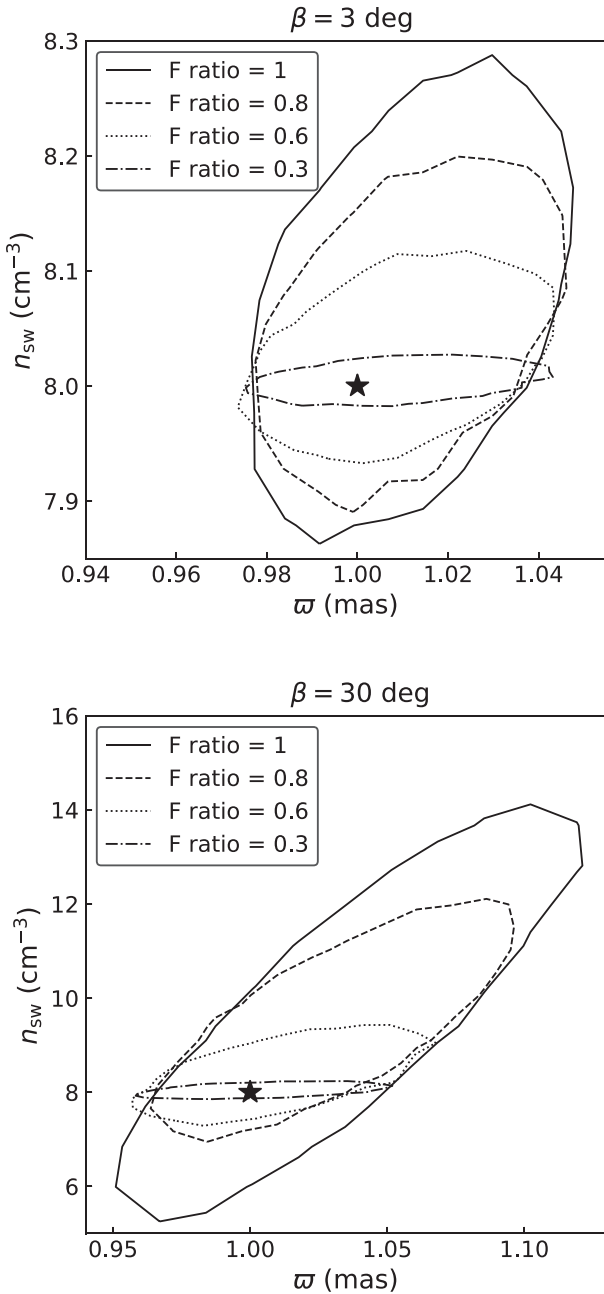 β = 3 deg
F ratio = 1
F ratio = 0.8
F ratio = 0.6
F ratio = 0.3
8.3
8.2
8.1
8.0
7.9
n_sw (cm⁻³)
0.94 0.96 0.98 1.00 1.02 1.04
ϖ (mas)
β = 30 deg
F ratio = 1
F ratio = 0.8
F ratio = 0.6
F ratio = 0.3
16
14
12
10
8
6
n_sw (cm⁻³)
0.95 1.00 1.05 1.10
ϖ (mas)